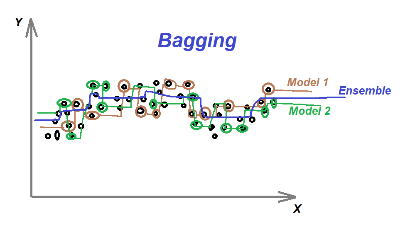 Y
Bagging
Model 1
Ensemble
Model 2
X